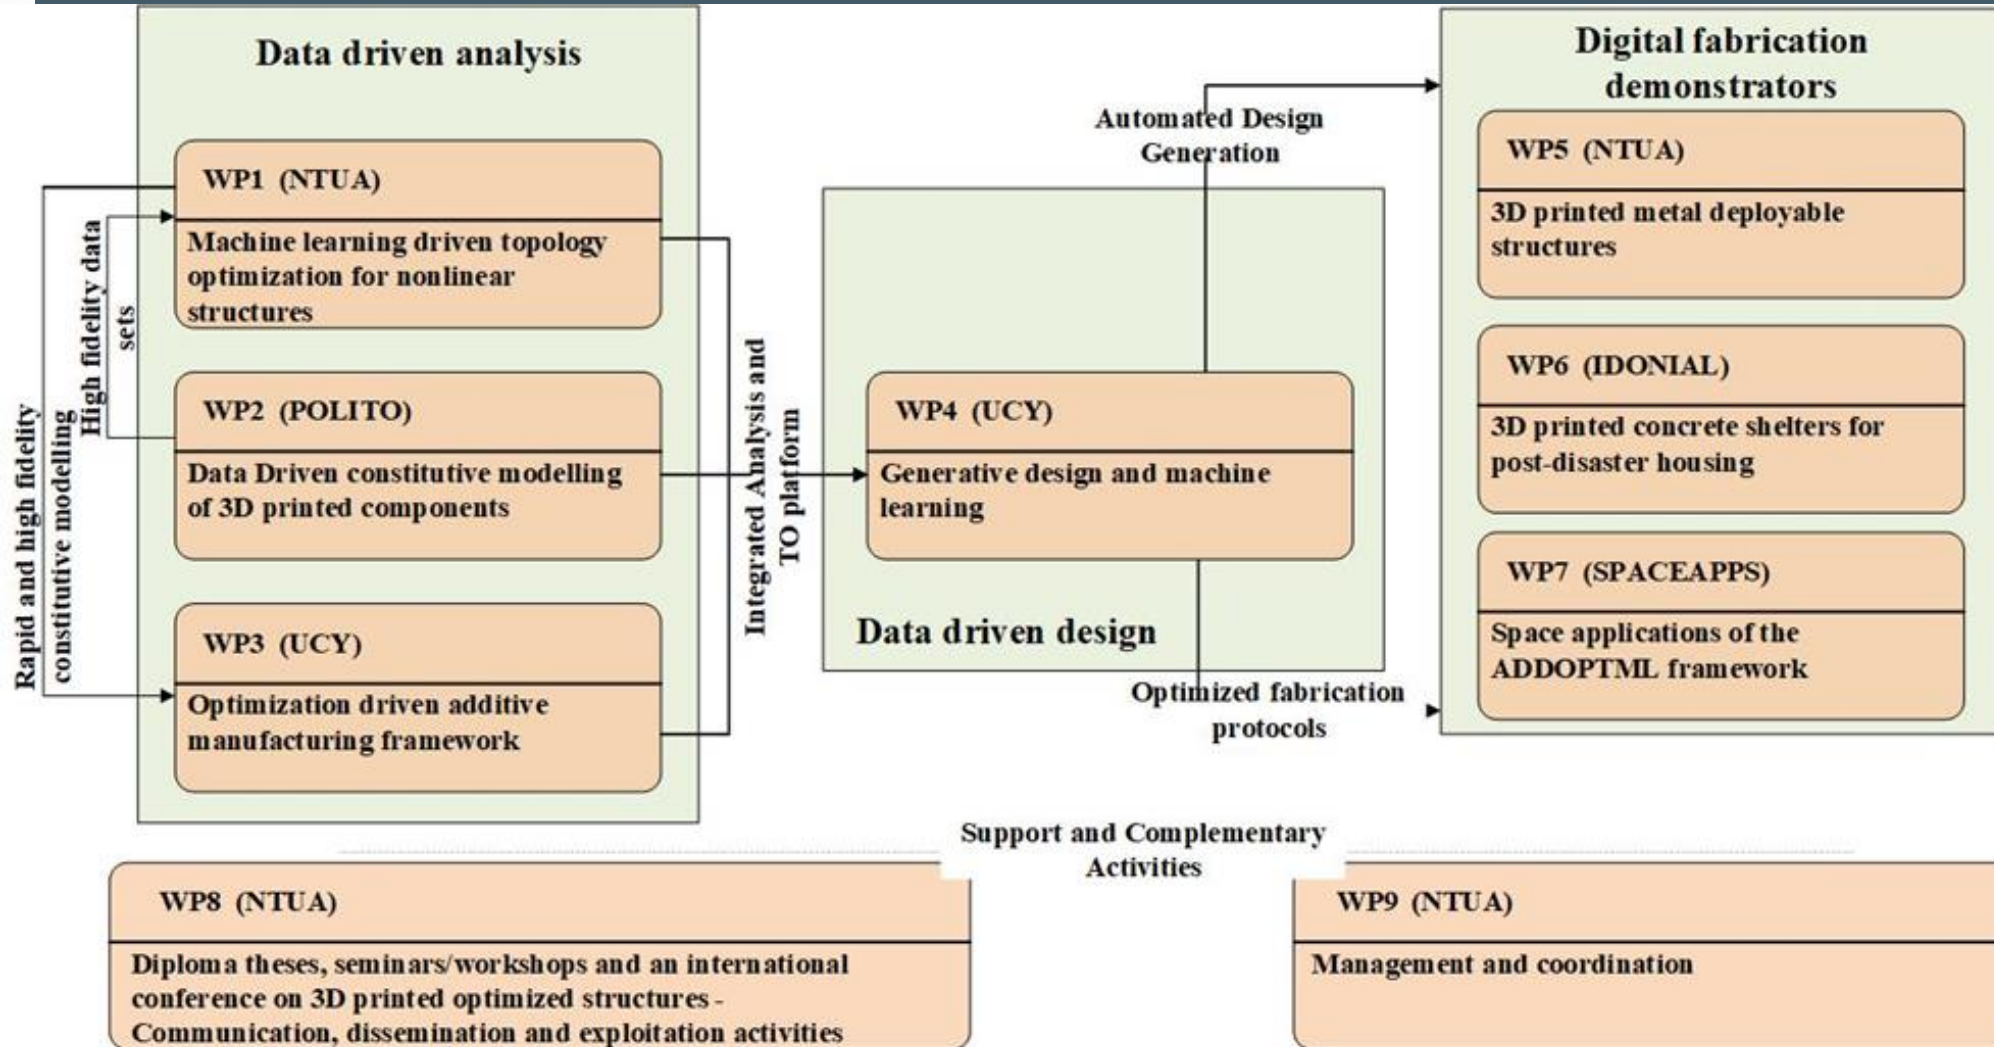 Data driven analysis
WP1 (NTUA)
Machine learning driven topology
optimization for nonlinear
structures
WP2 (POLITO)
Data Driven constitutive modelling
of 3D printed components
WP3 (UCY)
Optimization driven additive
manufacturing framework
Rapid and high fidelity
constitutive modelling
High fidelity data
sets
Integrated Analysis and
TO platform
Automated Design
Generation
WP4 (UCY)
Generative design and machine
learning
Data driven design
Optimized fabrication
protocols
Digital fabrication
demonstrators
WP5 (NTUA)
3D printed metal deployable
structures
WP6 (IDONIAL)
3D printed concrete shelters for
post-disaster housing
WP7 (SPACEAPPS)
Space applications of the
ADDOPTML framework
Support and Complementary
Activities
WP8 (NTUA)
Diploma theses, seminars/workshops and an international
conference on 3D printed optimized structures -
Communication, dissemination and exploitation activities
WP9 (NTUA)
Management and coordination